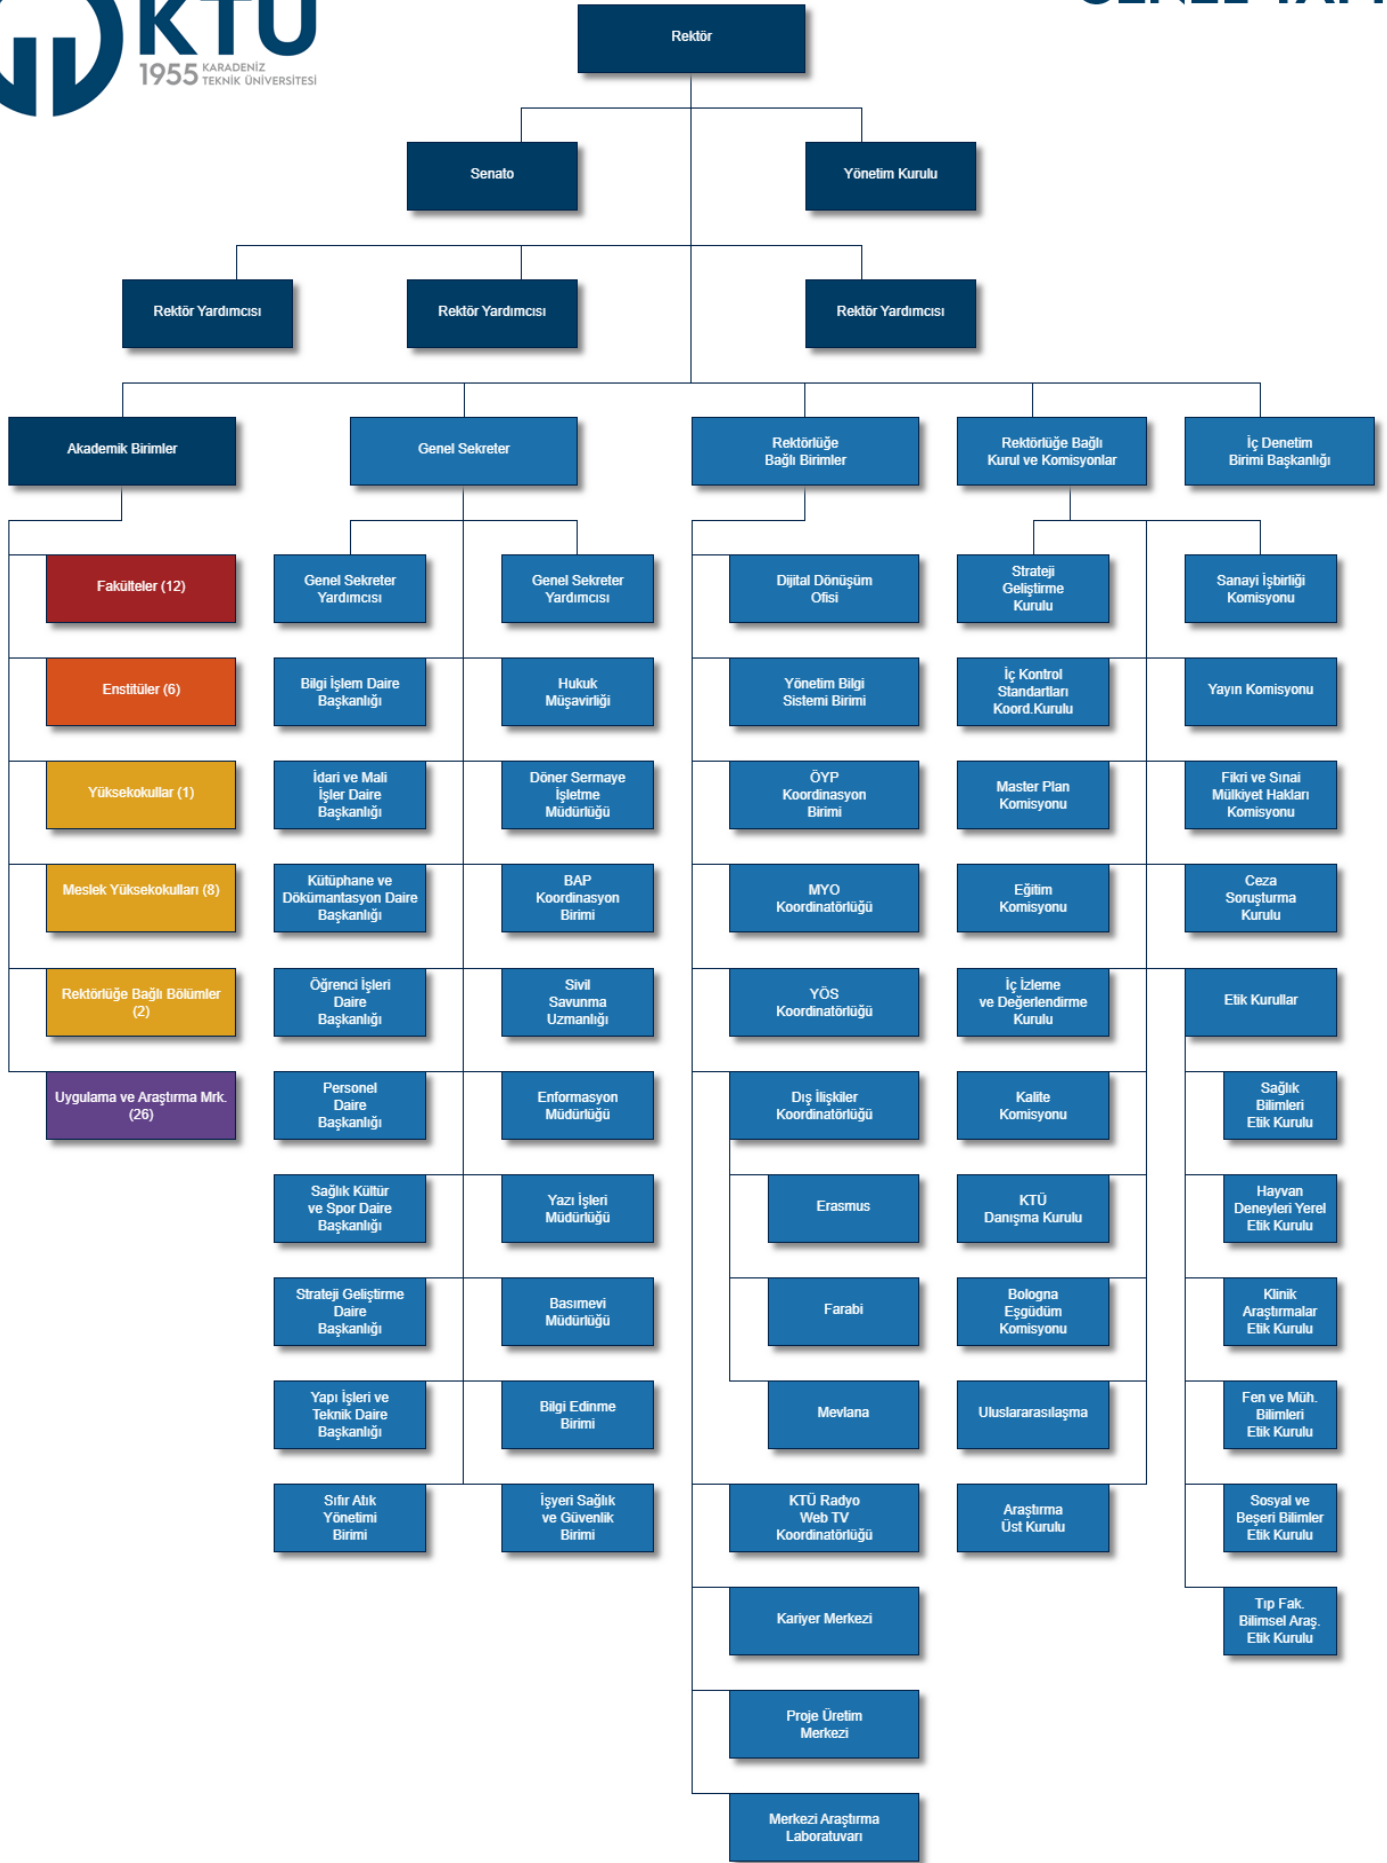 KTÜ
1955 KARADENİZ
TEKNİK ÜNİVERSİTESİ
Rektör
Senato
Yönetim Kurulu
Rektör Yardımcısı
Rektör Yardımcısı
Rektör Yardımcısı
Akademik Birimler
Genel Sekreter
Rektörlüğe
Bağlı Birimler
Rektörlüğe Bağlı
Kurul ve Komisyonlar
İç Denetim
Birimi Başkanlığı
Fakülteler (12)
Enstitüler (6)
Yüksekokullar (1)
Meslek Yüksekokulları (8)
Rektörlüğe Bağlı Bölümler
(2)
Uygulama ve Araştırma Mrk.
(26)
Genel Sekreter
Yardımcısı
Genel Sekreter
Yardımcısı
Bilgi İşlem Daire
Başkanlığı
Hukuk
Müşavirliği
İdari ve Mali
İşler Daire
Başkanlığı
Döner Sermaye
İşletme
Müdürlüğü
Kütüphane ve
Dökümantasyon Daire
Başkanlığı
BAP
Koordinasyon
Birimi
Öğrenci İşleri
Daire
Başkanlığı
Sivil
Savunma
Uzmanlığı
Personel
Daire
Başkanlığı
Enformasyon
Müdürlüğü
Sağlık Kültür
ve Spor Daire
Başkanlığı
Yazı İşleri
Müdürlüğü
Strateji Geliştirme
Daire
Başkanlığı
Basımevi
Müdürlüğü
Yapı İşleri ve
Teknik Daire
Başkanlığı
Bilgi Edinme
Birimi
Sıfır Atık
Yönetimi
Birimi
İşyeri Sağlık
ve Güvenlik
Birimi
Dijital Dönüşüm
Ofisi
Yönetim Bilgi
Sistemi Birimi
ÖYP
Koordinasyon
Birimi
MYO
Koordinatörlüğü
YÖS
Koordinatörlüğü
Dış İlişkiler
Koordinatörlüğü
Erasmus
Farabi
Mevlana
KTÜ Radyo
Web TV
Koordinatörlüğü
Kariyer Merkezi
Proje Üretim
Merkezi
Merkezi Araştırma
Laboratuvarı
Strateji
Geliştirme
Kurulu
Sanayi İşbirliği
Komisyonu
İç Kontrol
Standartları
Koord.Kurulu
Yayın Komisyonu
Master Plan
Komisyonu
Fikri ve Sınai
Mülkiyet Hakları
Komisyonu
Eğitim
Komisyonu
Ceza
Soruşturma
Kurulu
İç İzleme
ve Değerlendirme
Kurulu
Etik Kurullar
Kalite
Komisyonu
KTÜ
Danışma Kurulu
Bologna
Eşgüdüm
Komisyonu
Uluslararasılaşma
Araştırma
Üst Kurulu
Sağlık
Bilimleri
Etik Kurulu
Hayvan
Deneyleri Yerel
Etik Kurulu
Klinik
Araştırmalar
Etik Kurulu
Fen ve Müh.
Bilimleri
Etik Kurulu
Sosyal ve
Beşeri Bilimler
Etik Kurulu
Tıp Fak.
Bilimsel Araş.
Etik Kurulu